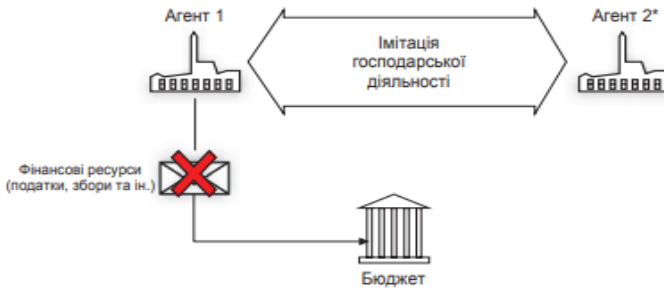 Агент 1
Агент 2*
Імітація
господарської
діяльності
Фінансові ресурси
(податки, збори та ін.)
Бюджет